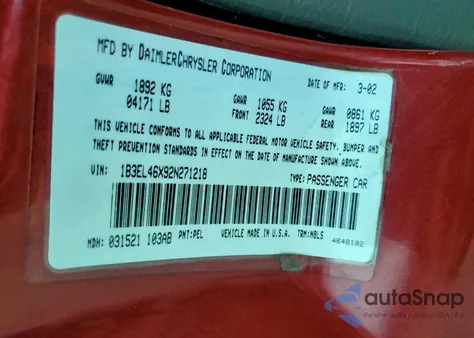 MFD BY DAIMLERCHRYSLER CORPORATION DATE OF MFR: 3-02
GVWR 1892 KG GAWR 1055 KG GAWR 0861 KG
04171 LB FRONT 2324 LB REAR 1897 LB
THIS VEHICLE CONFORMS TO ALL APPLICABLE FEDERAL MOTOR VEHICLE SAFETY, BUMPER AND
THEFT PREVENTION STANDARDS IN EFFECT ON THE DATE OF MANUFACTURE SHOWN ABOVE.
VIN: 1B3EL46X92N271218 TYPE: PASSENGER CAR
MDH: 031521 103AB PNT: PEL VEHICLE MADE IN U.S.A. TRM: M8L5
4648102
autoSnap